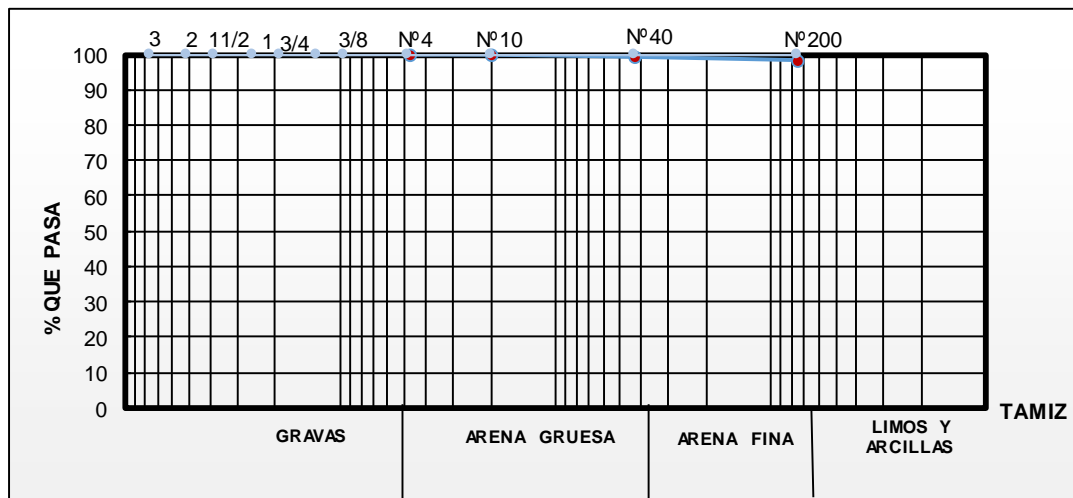 3 2 11/2 1 3/4 3/8 Nº4 Nº10 Nº40 Nº200
100
90
80
70
60
50
40
30
20
10
0
% QUE PASA
TAMIZ
GRAVAS
ARENA GRUESA
ARENA FINA
LIMOS Y
ARCILLAS